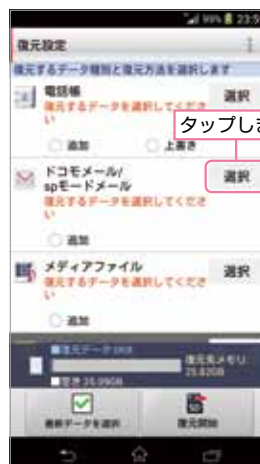 99% 23:59
復元設定
復元するデータ種別と復元方法を選択します
電話帳
復元するデータを選択してくださ
い
選択
追加 上書き
タップしま
ドコモメール/
spモードメール
復元するデータを選択してくださ
い
選択
追加
メディアファイル
復元するデータを選択してくださ
い
選択
追加
復元データ:0KB
復元先メモリ:
25.82GB
最新データを選択
復元開始